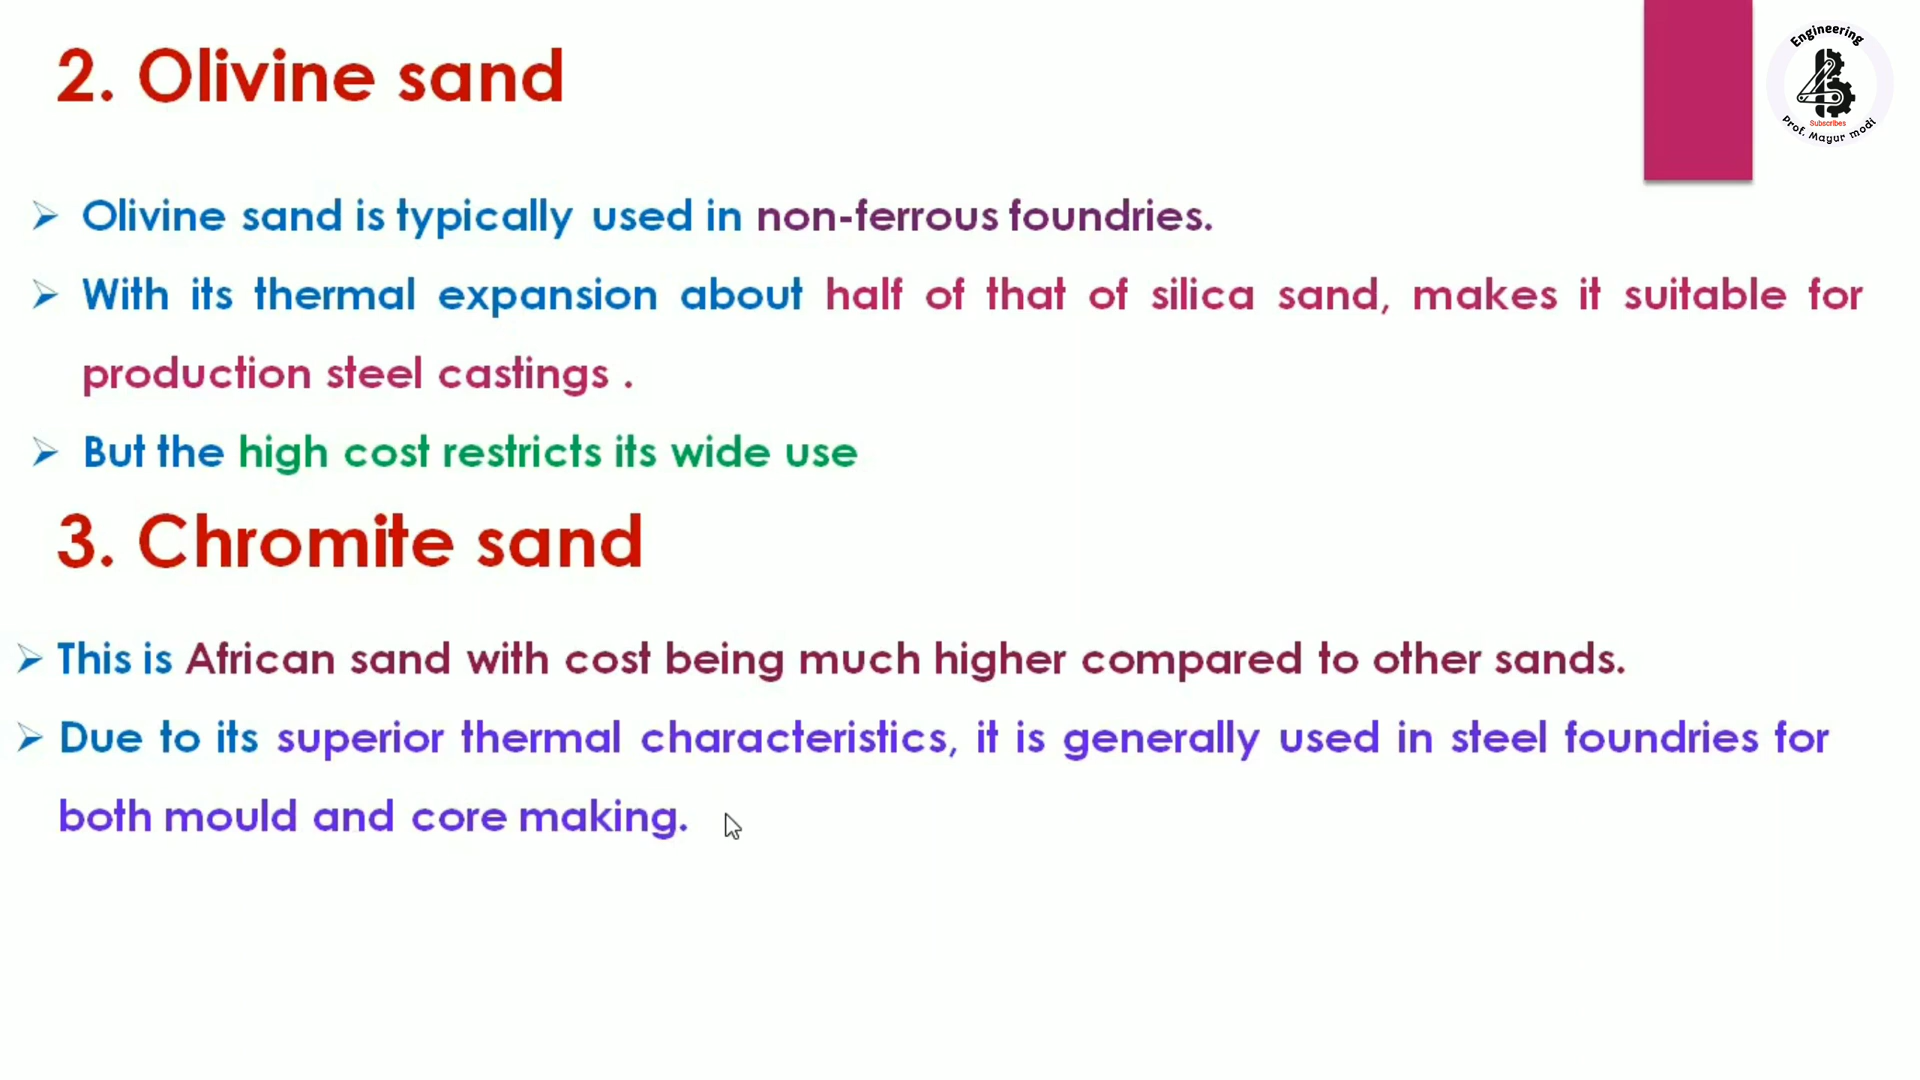 Engineering
Subscribes
Prof. Mayur modi
2. Olivine sand
Olivine sand is typically used in non-ferrous foundries.
With its thermal expansion about half of that of silica sand, makes it suitable for
production steel castings .
But the high cost restricts its wide use
3. Chromite sand
This is African sand with cost being much higher compared to other sands.
Due to its superior thermal characteristics, it is generally used in steel foundries for
both mould and core making.